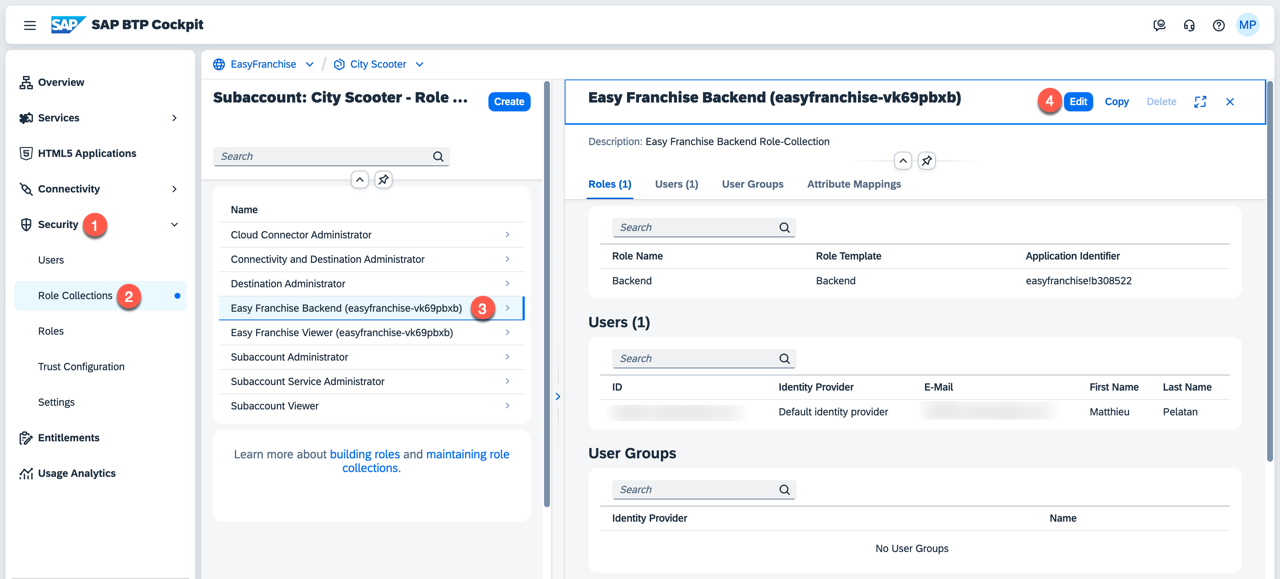 SAP SAP BTP Cockpit
MP
Overview
Services
HTML5 Applications
Connectivity
Security 1
Users
Role Collections 2
Roles
Trust Configuration
Settings
Entitlements
Usage Analytics
EasyFranchise / City Scooter
Subaccount: City Scooter - Role ...
Create
Search
Name
Cloud Connector Administrator
Connectivity and Destination Administrator
Destination Administrator
Easy Franchise Backend (easyfranchise-vk69pbxb) 3
Easy Franchise Viewer (easyfranchise-vk69pbxb)
Subaccount Administrator
Subaccount Service Administrator
Subaccount Viewer
Learn more about building roles and maintaining role
collections.
Easy Franchise Backend (easyfranchise-vk69pbxb)
4 Edit Copy Delete
Description: Easy Franchise Backend Role-Collection
Roles (1) Users (1) User Groups Attribute Mappings
Search
Role Name Role Template Application Identifier
Backend Backend easyfranchise!b308522
Users (1)
Search
ID Identity Provider E-Mail First Name Last Name
Default identity provider Matthieu Pelatan
User Groups
Search
Identity Provider Name
No User Groups